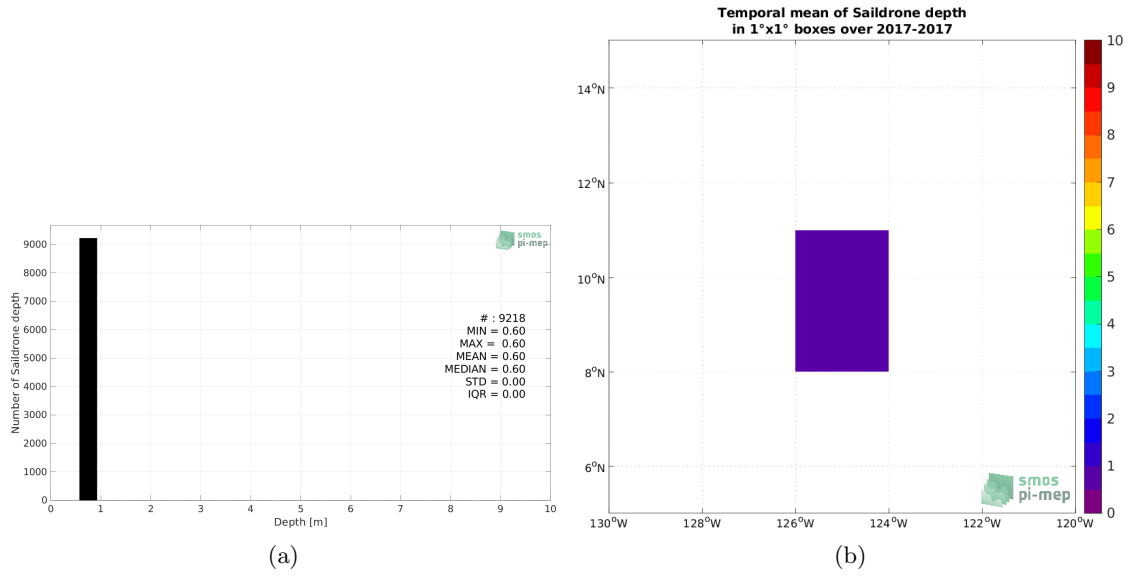 9000
8000
7000
6000
5000
4000
3000
2000
1000
0
Number of Saildrone depth
smos
pi-mep
# : 9218
MIN = 0.60
MAX = 0.60
MEAN = 0.60
MEDIAN = 0.60
STD = 0.00
IQR = 0.00
0 1 2 3 4 5 6 7 8 9 10
Depth [m]
(a)
Temporal mean of Saildrone depth
in 1°x1° boxes over 2017-2017
14°N
12°N
10°N
8°N
6°N
130°W 128°W 126°W 124°W 122°W 120°W
smos
pi-mep
10
9
8
7
6
5
4
3
2
1
0
(b)